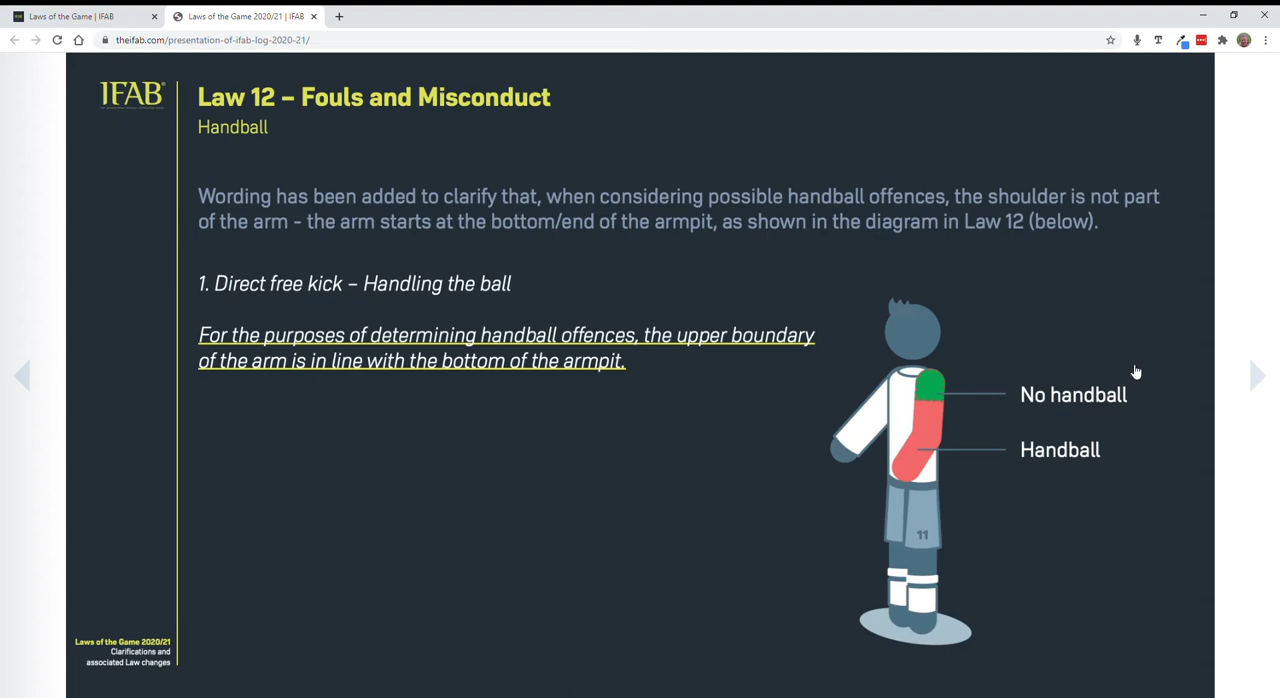 Laws of the Game | IFAB
Laws of the Game 2020/21 | IFAB
theifab.com/presentation-of-ifab-log-2020-21/
IFAB
Law 12 – Fouls and Misconduct
Handball
Wording has been added to clarify that, when considering possible handball offences, the shoulder is not part
of the arm - the arm starts at the bottom/end of the armpit, as shown in the diagram in Law 12 (below).
1. Direct free kick – Handling the ball
For the purposes of determining handball offences, the upper boundary
of the arm is in line with the bottom of the armpit.
No handball
Handball
11
Laws of the Game 2020/21
Clarifications and
associated Law changes